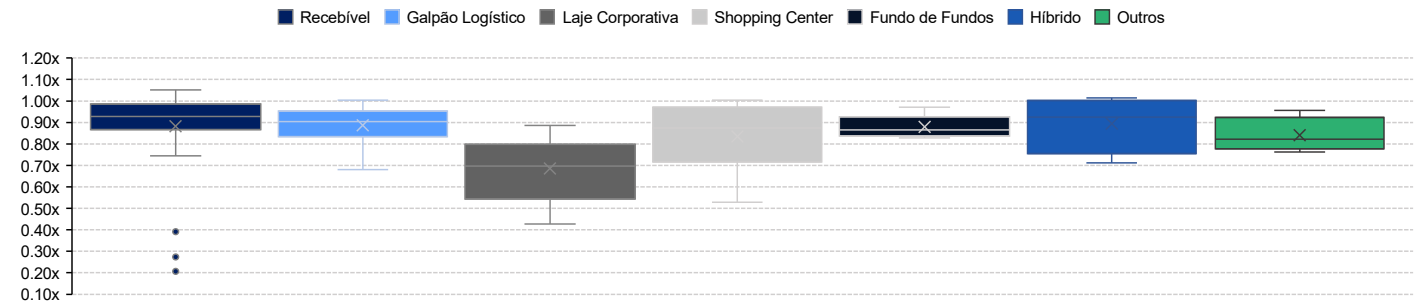 Recebível Galpão Logístico Laje Corporativa Shopping Center Fundo de Fundos Híbrido Outros
1.20x
1.10x
1.00x
0.90x
0.80x
0.70x
0.60x
0.50x
0.40x
0.30x
0.20x
0.10x